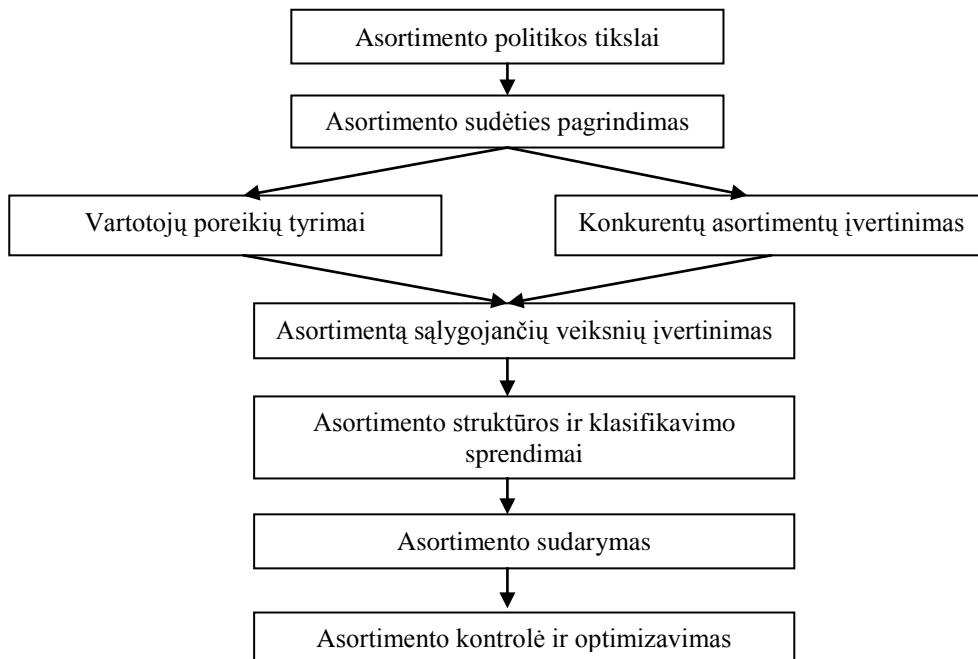 Asortimento politikos tikslai
Asortimento sudėties pagrindimas
Vartotojų poreikių tyrimai
Konkurentų asortimentų įvertinimas
Asortimentą sąlygojančių veiksnių įvertinimas
Asortimento struktūros ir klasifikavimo
sprendimai
Asortimento sudarymas
Asortimento kontrolė ir optimizavimas